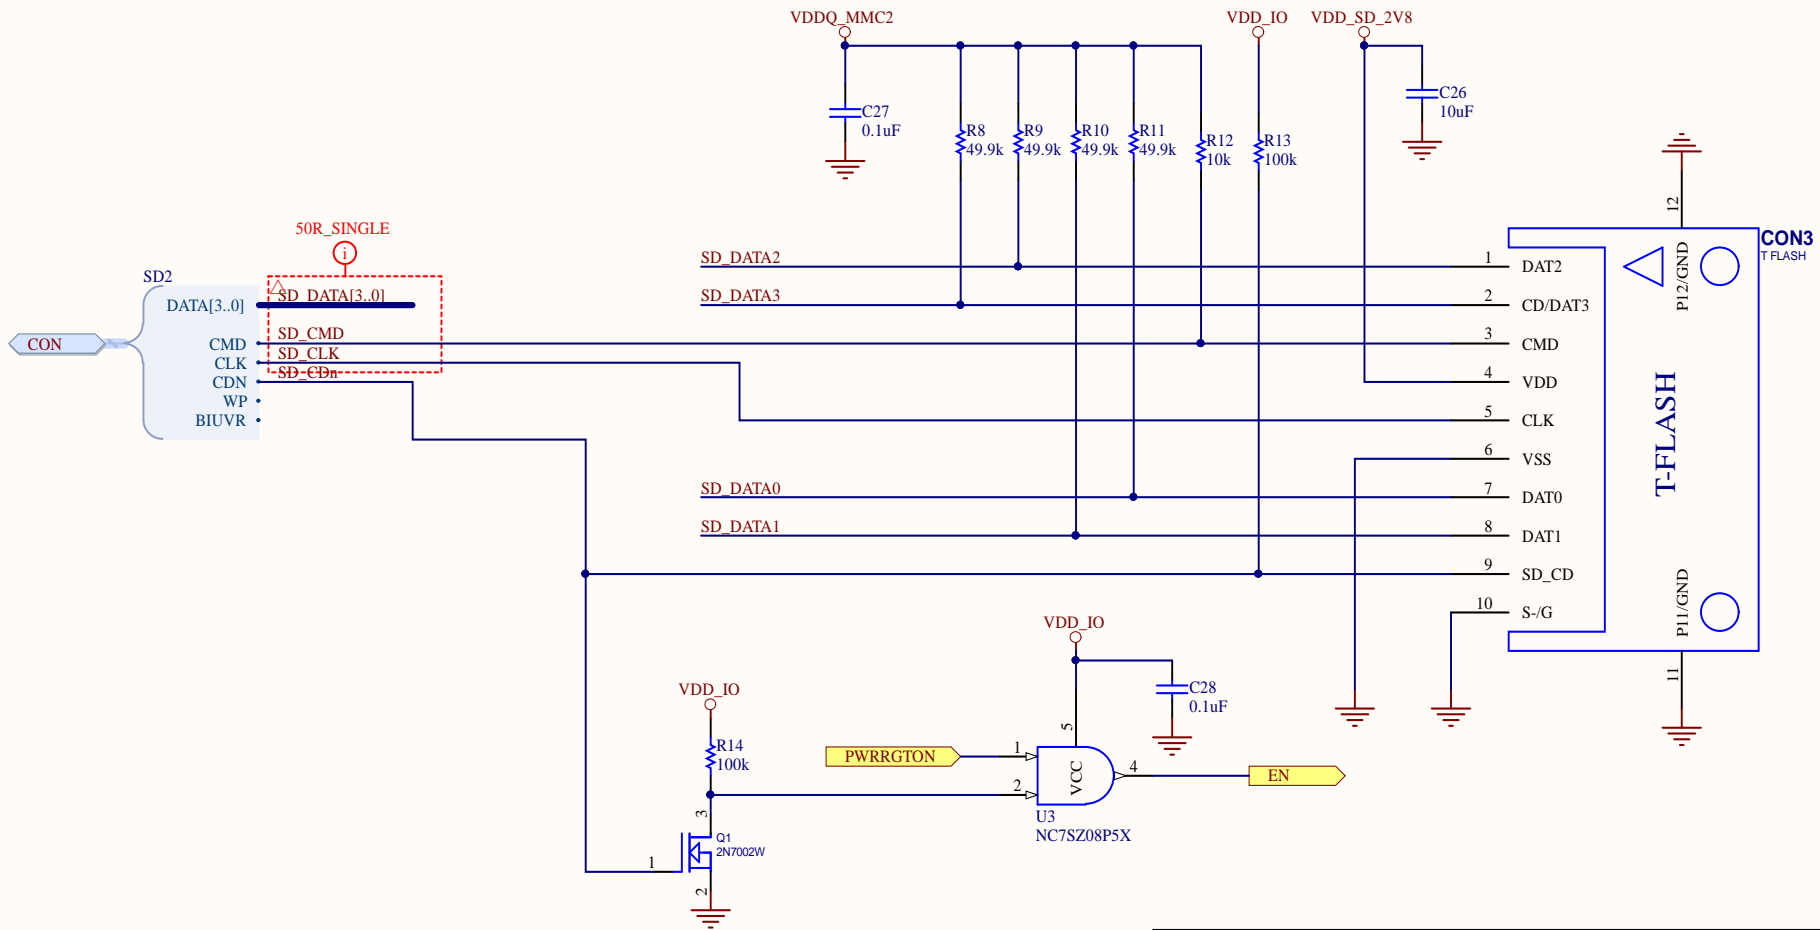 VDDQ_MMC2
VDD_IO
VDD_SD_2V8
C27
0.1uF
R8
49.9k
R9
49.9k
R10
49.9k
R11
49.9k
R12
10k
R13
100k
C26
10uF
12
CON3
T FLASH
50R_SINGLE
i
SD2
DATA[3..0]
SD_DATA[3..0]
CON
CMD
SD_CMD
CLK
SD_CLK
CDN
SD_CDn
WP
BIUVR
SD_DATA2
1
DAT2
SD_DATA3
2
CD/DAT3
3
CMD
4
VDD
5
CLK
6
VSS
SD_DATA0
7
DAT0
SD_DATA1
8
DAT1
9
SD_CD
10
S-/G
P12/GND
T-FLASH
P11/GND
11
VDD_IO
C28
0.1uF
VDD_IO
R14
100k
PWRRGTON
1
2
5
VCC
4
EN
U3
NC7SZ08P5X
3
Q1
2N7002W
1
2